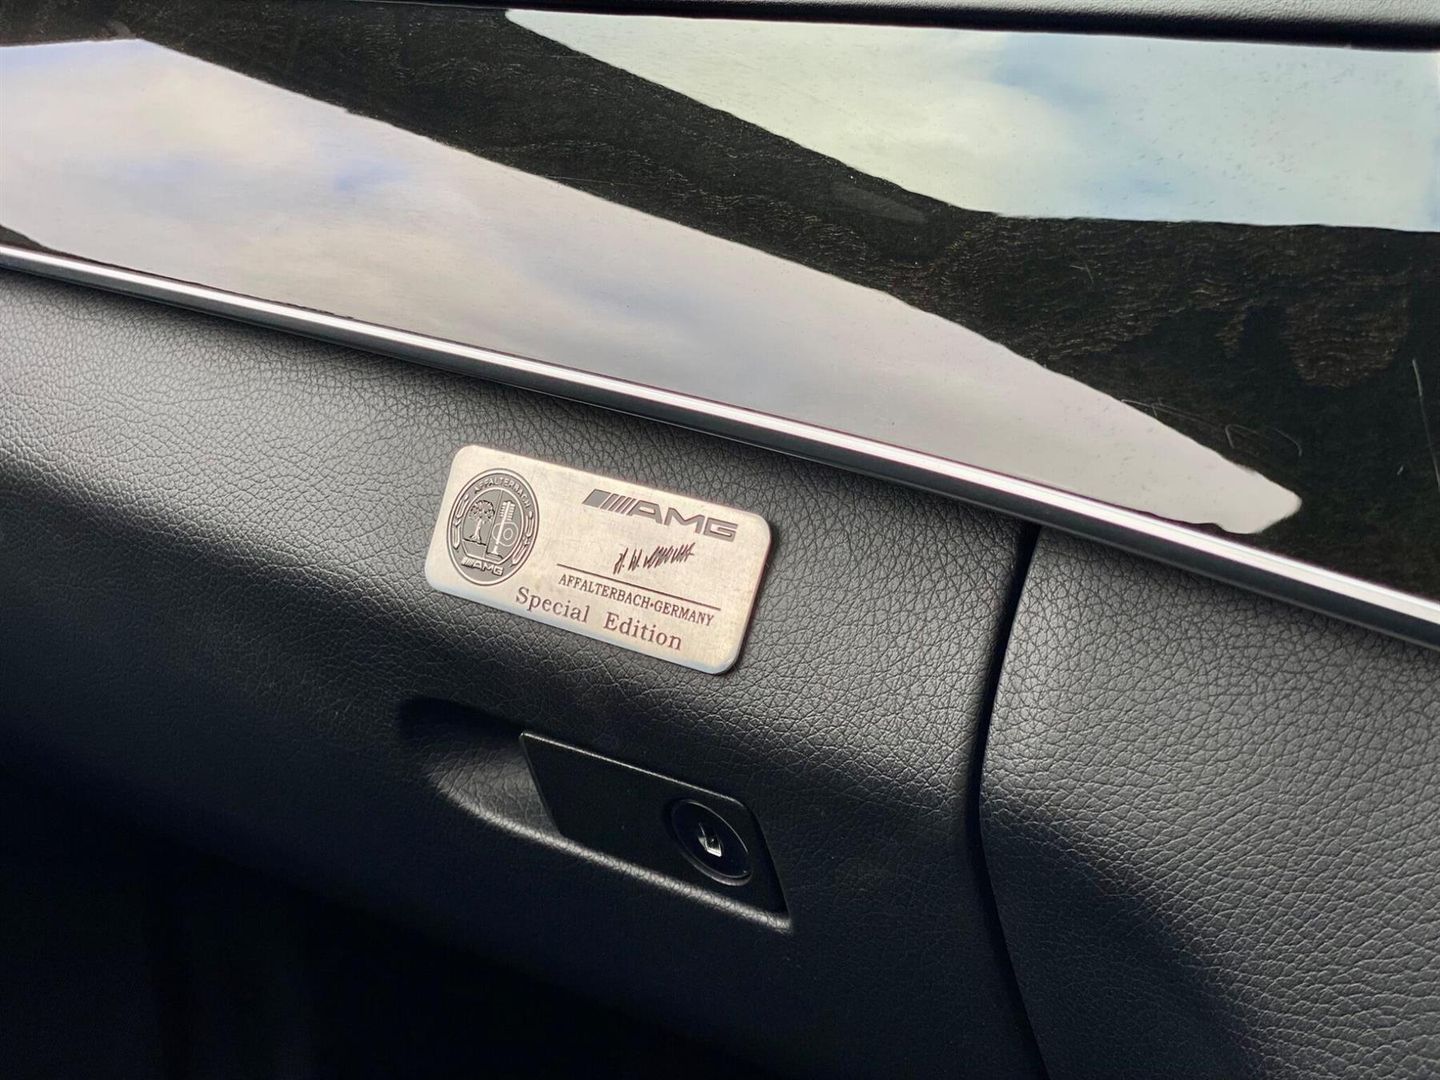 AFFALTERBACH
AMG
AMG
AFFALTERBACH•GERMANY
Special Edition